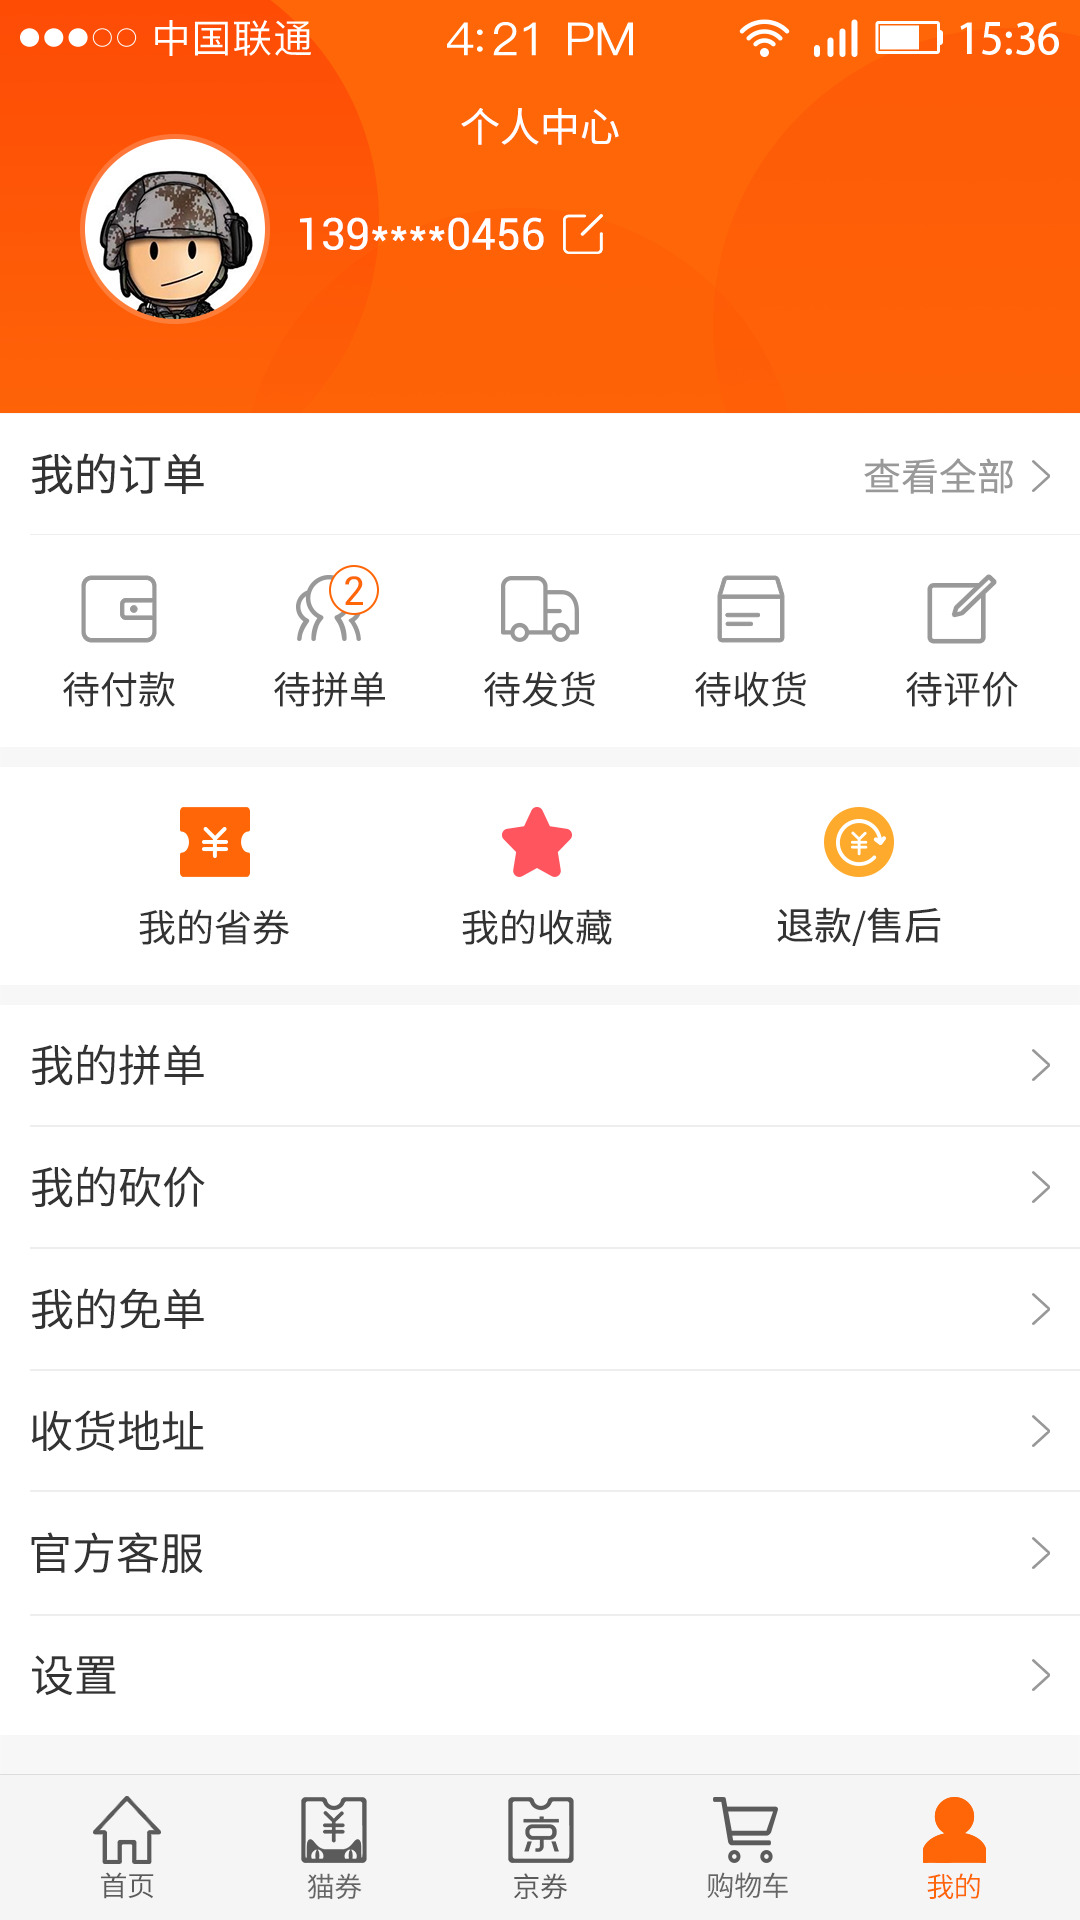 中国联通 4:21 PM 15:36
个人中心
139****0456
我的订单 查看全部
2
待付款 待拼单 待发货 待收货 待评价
¥ ¥
我的省券 我的收藏 退款/售后
我的拼单
我的砍价
我的免单
收货地址
官方客服
设置
¥ 京
首页 猫券 京券 购物车 我的